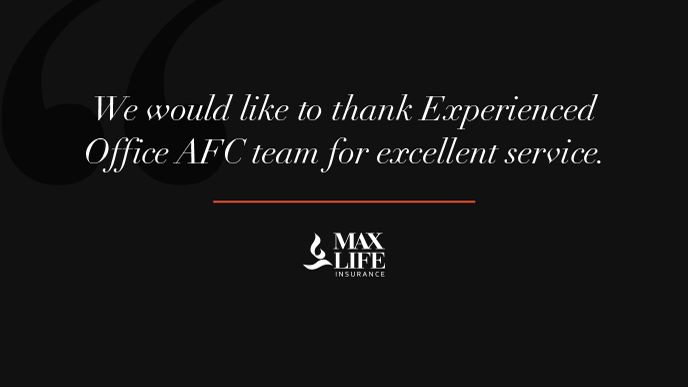 We would like to thank Experienced
Office AFC team for excellent service.
MAX
LIFE
INSURANCE